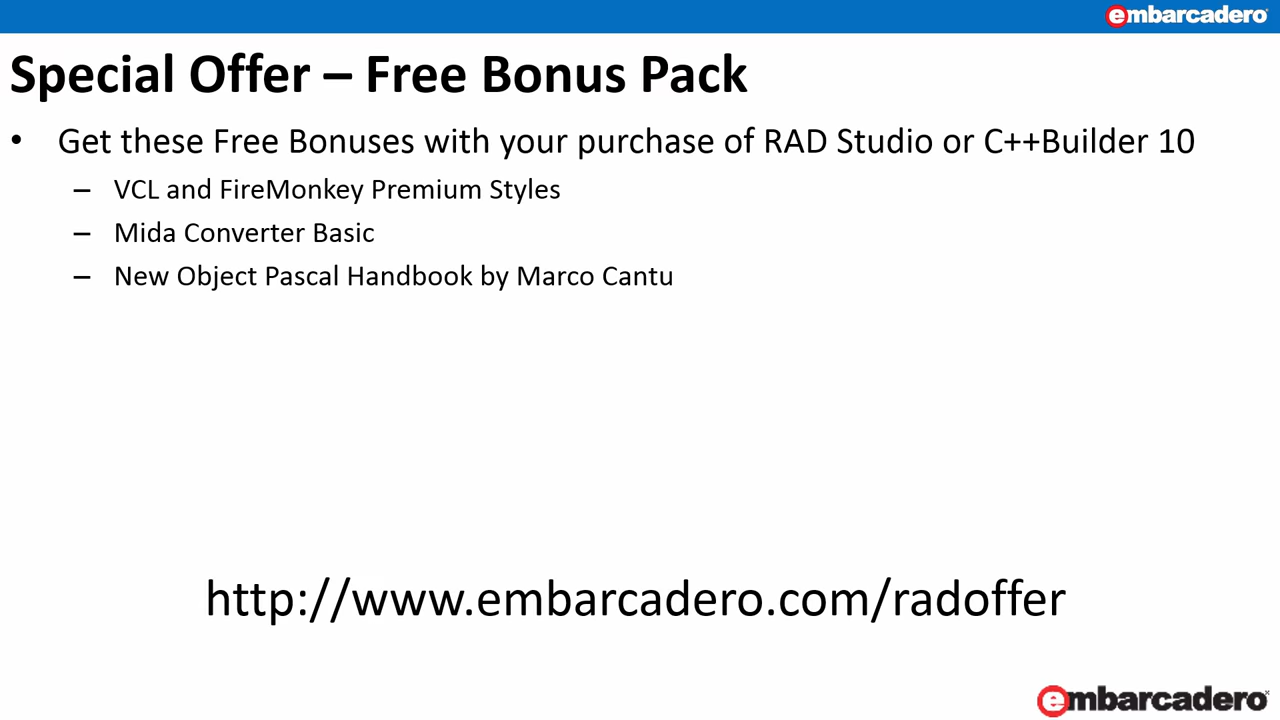 embarcadero
Special Offer – Free Bonus Pack
• Get these Free Bonuses with your purchase of RAD Studio or C++Builder 10
– VCL and FireMonkey Premium Styles
– Mida Converter Basic
– New Object Pascal Handbook by Marco Cantu
http://www.embarcadero.com/radoffer
embarcadero